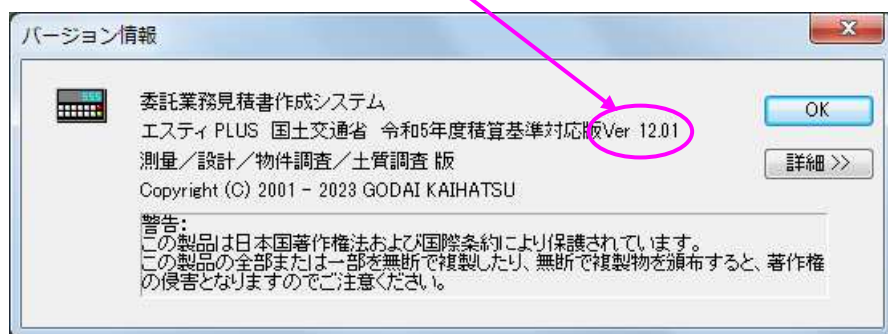 バージョン情報
委託業務見積書作成システム
エスティ PLUS 国土交通省 令和5年度積算基準対応版Ver 12.01
測量／設計／物件調査／土質調査 版
Copyright (C) 2001 - 2023 GODAI KAIHATSU
OK
詳細 >>
警告:
この製品は日本国著作権法および国際条約により保護されています。
この製品の全部または一部を無断で複製したり、無断で複製物を頒布すると、著作権
の侵害となりますのでご注意ください。